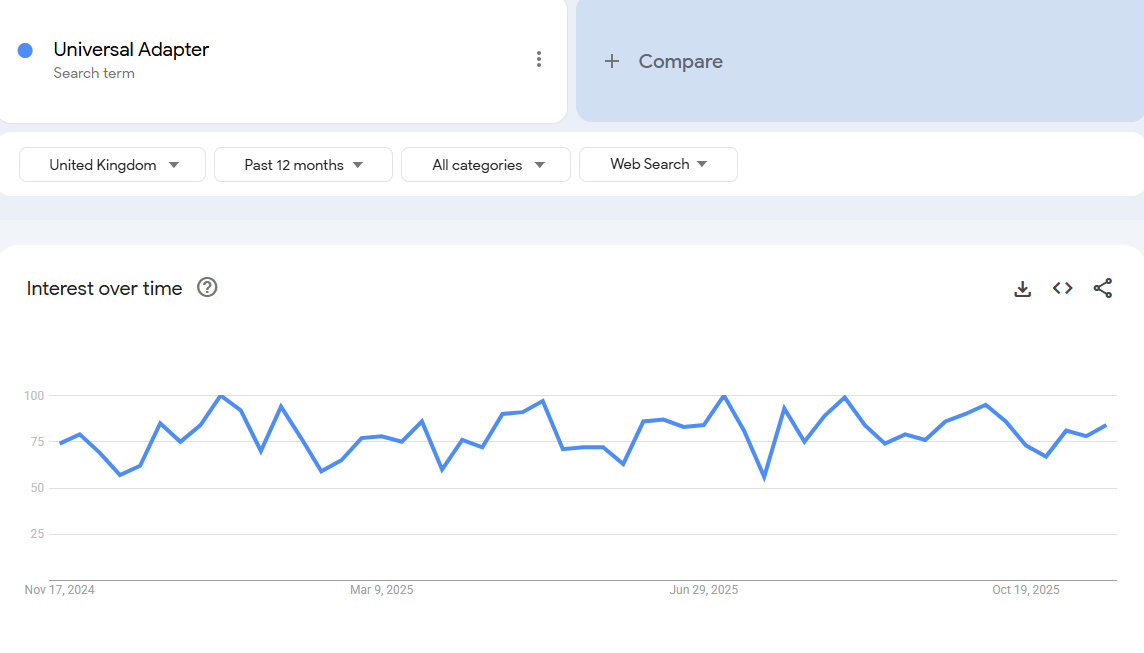 Universal Adapter
Search term
+ Compare
United Kingdom
Past 12 months
All categories
Web Search
Interest over time ?
100
75
50
25
Nov 17, 2024
Mar 9, 2025
Jun 29, 2025
Oct 19, 2025